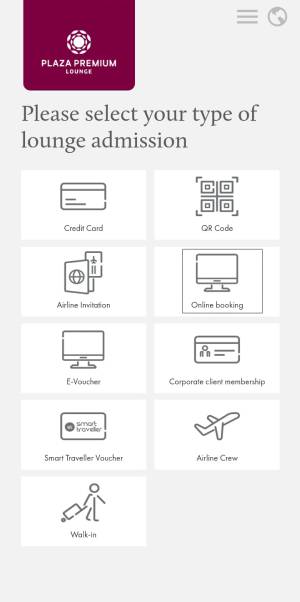 PLAZA PREMIUM
LOUNGE
Please select your type of
lounge admission
Credit Card
QR Code
Airline Invitation
Online booking
E-Voucher
Corporate client membership
smart
traveller
Smart Traveller Voucher
Airline Crew
Walk-in